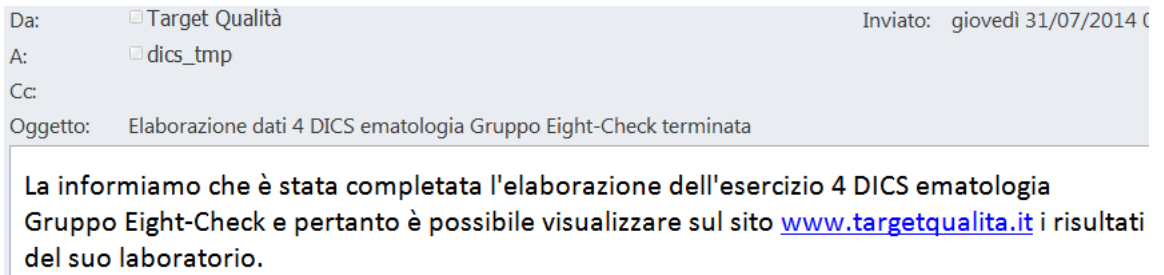 Da: Target Qualità Inviato: giovedì 31/07/2014
A: dics_tmp
Cc:
Oggetto: Elaborazione dati 4 DICS ematologia Gruppo Eight-Check terminata
La informiamo che è stata completata l'elaborazione dell'esercizio 4 DICS ematologia
Gruppo Eight-Check e pertanto è possibile visualizzare sul sito www.targetqualita.it i risultati
del suo laboratorio.